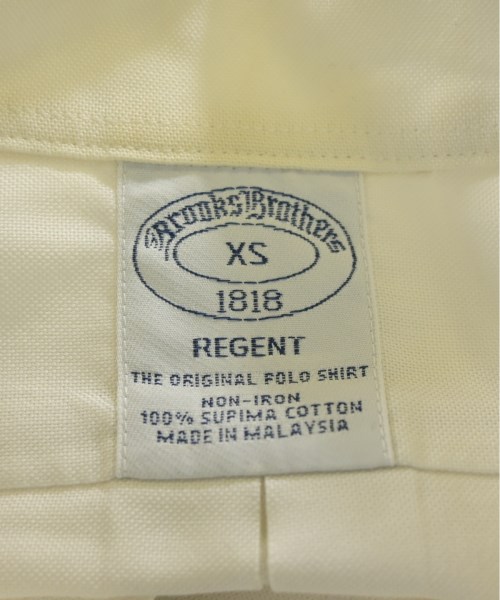 Brooks Brothers
XS
1818
REGENT
THE ORIGINAL POLO SHIRT
NON-IRON
100% SUPIMA COTTON
MADE IN MALAYSIA